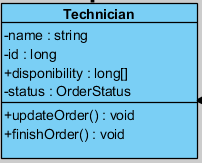 Technician
-name : string
-id : long
+disponibility : long[]
-status : OrderStatus
+updateOrder() : void
+finishOrder() : void